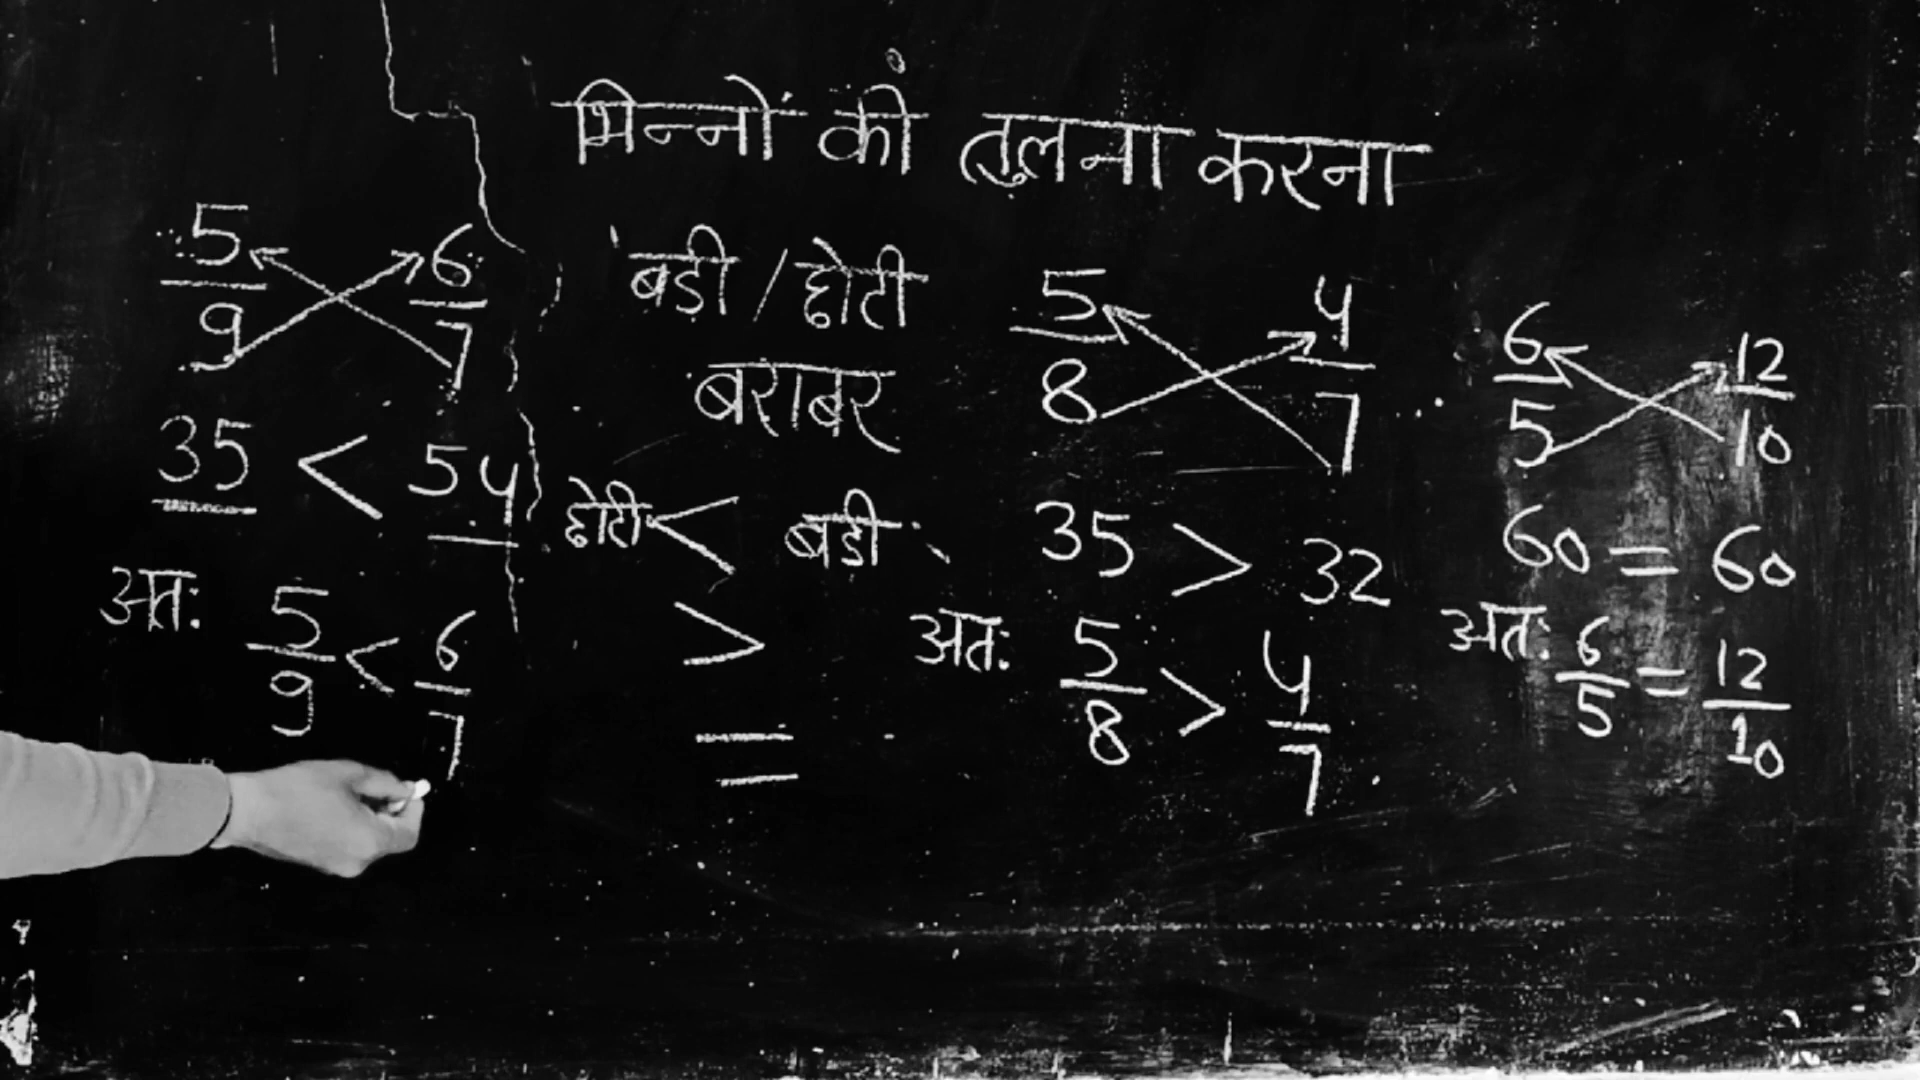 भिन्नों की तुलना करना
5/9 6/7
35 < 54
अतः 5/9 < 6/7
बड़ी / छोटी
बराबर
छोटी < बड़ी
>
=
5/8 4/7
35 > 32
अतः 5/8 > 4/7
6/5 12/10
60 = 60
अतः 6/5 = 12/10